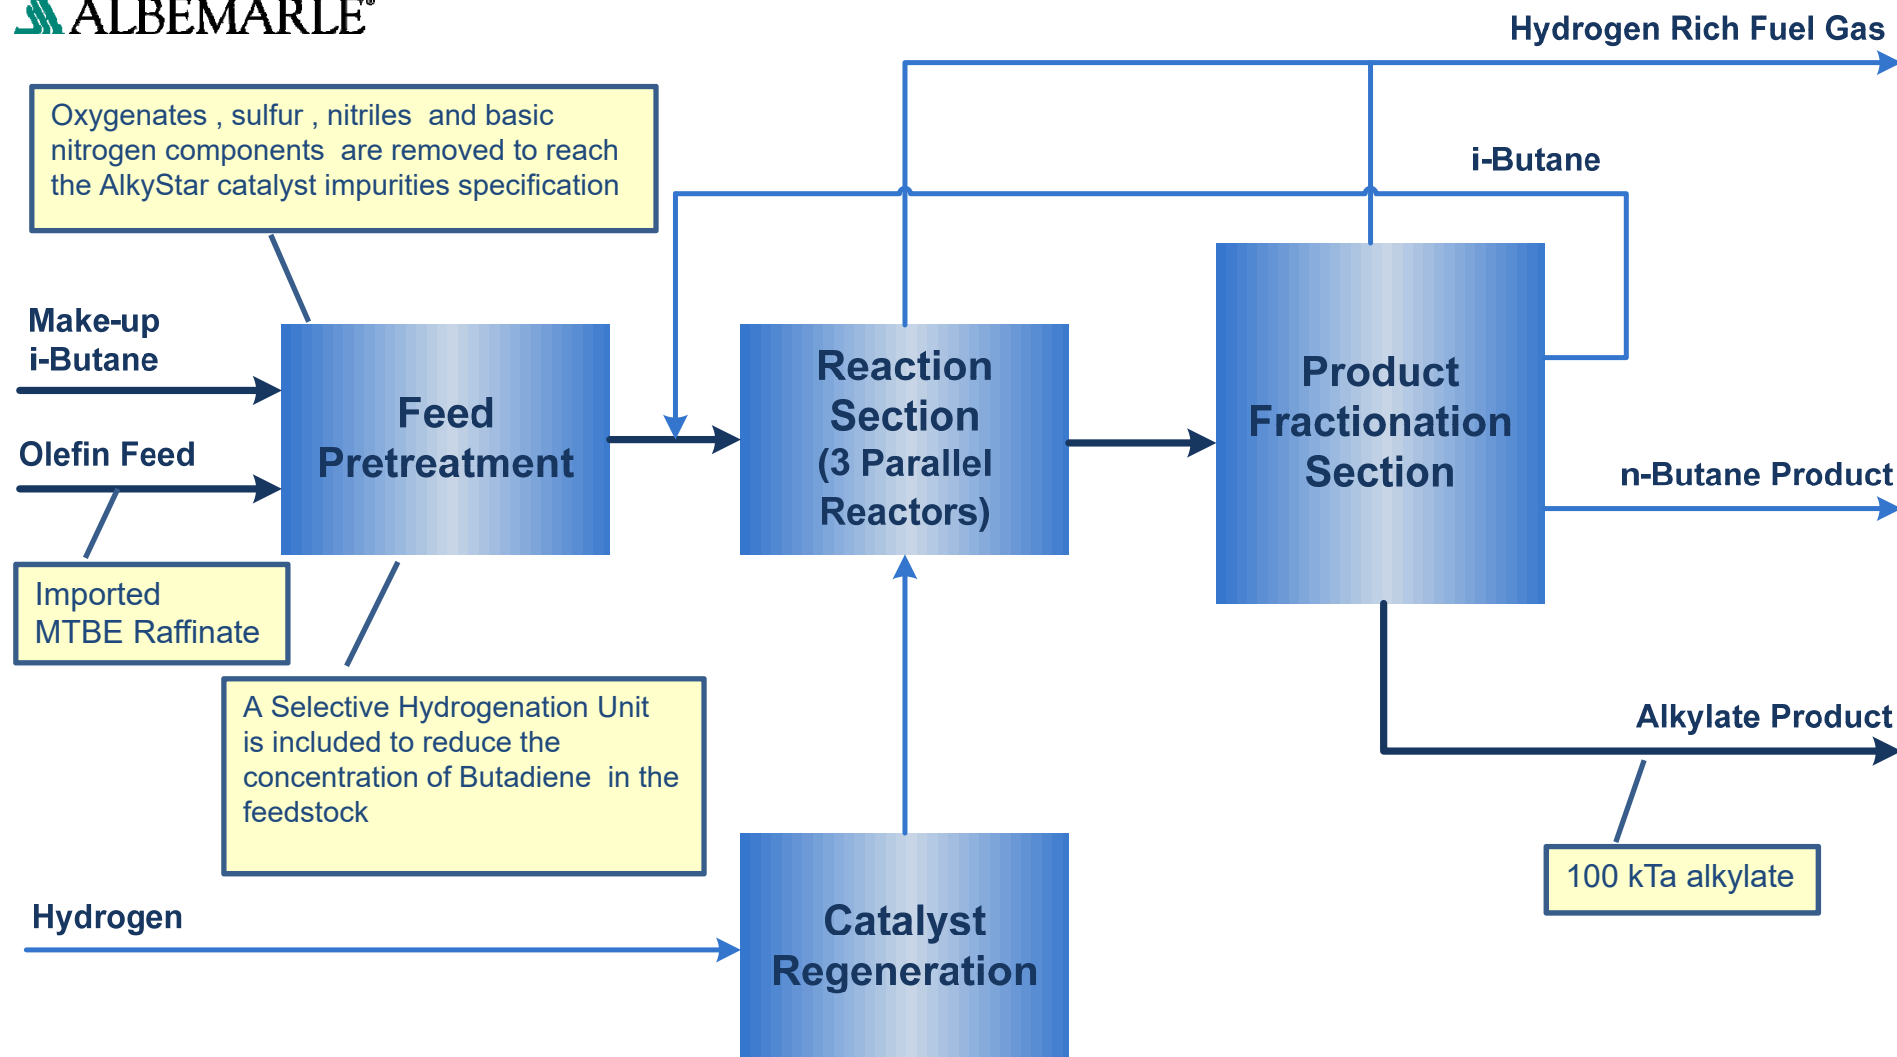 ALBEMARLE®
Hydrogen Rich Fuel Gas
Oxygenates , sulfur , nitriles  and basic
nitrogen components  are removed to reach
the AlkyStar catalyst impurities specification
i-Butane
Make-up
i-Butane
Olefin Feed
Feed
Pretreatment
Reaction
Section
(3 Parallel
Reactors)
Product
Fractionation
Section
n-Butane Product
Imported
MTBE Raffinate
A Selective Hydrogenation Unit
is included to reduce the
concentration of Butadiene  in the
feedstock
Alkylate Product
100 kTa alkylate
Hydrogen
Catalyst
Regeneration